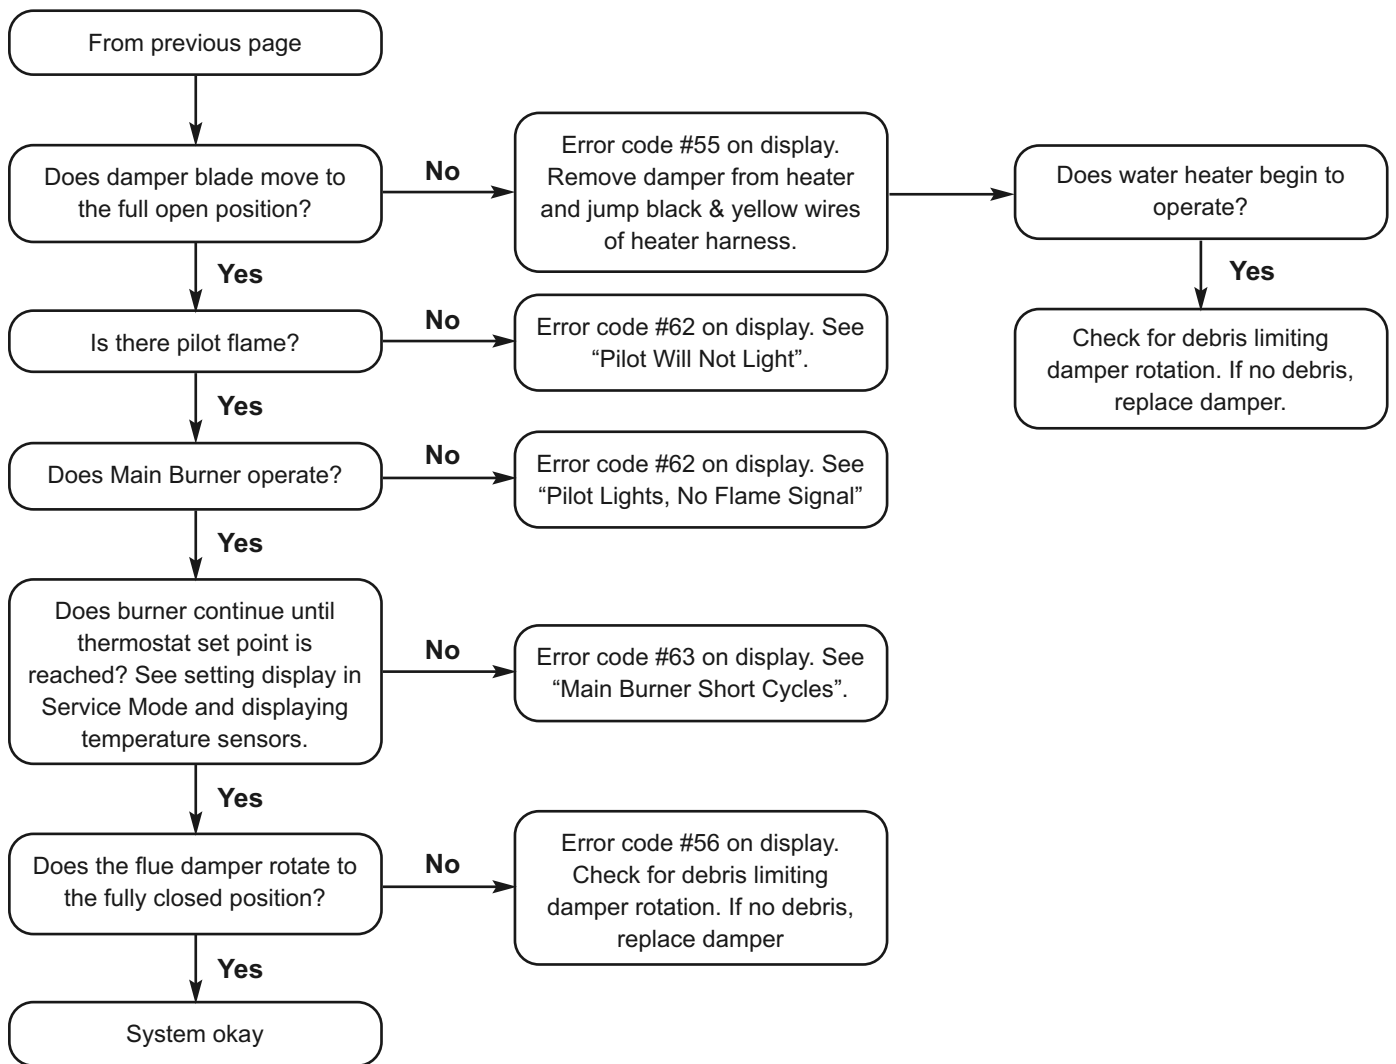 From previous page
Does damper blade move to
the full open position?
No
Error code #55 on display.
Remove damper from heater
and jump black & yellow wires
of heater harness.
Does water heater begin to
operate?
Yes
Check for debris limiting
damper rotation. If no debris,
replace damper.
Yes
Is there pilot flame?
No
Error code #62 on display. See
“Pilot Will Not Light”.
Yes
Does Main Burner operate?
No
Error code #62 on display. See
“Pilot Lights, No Flame Signal”
Yes
Does burner continue until
thermostat set point is
reached? See setting display in
Service Mode and displaying
temperature sensors.
No
Error code #63 on display. See
“Main Burner Short Cycles”.
Yes
Does the flue damper rotate to
the fully closed position?
No
Error code #56 on display.
Check for debris limiting
damper rotation. If no debris,
replace damper
Yes
System okay